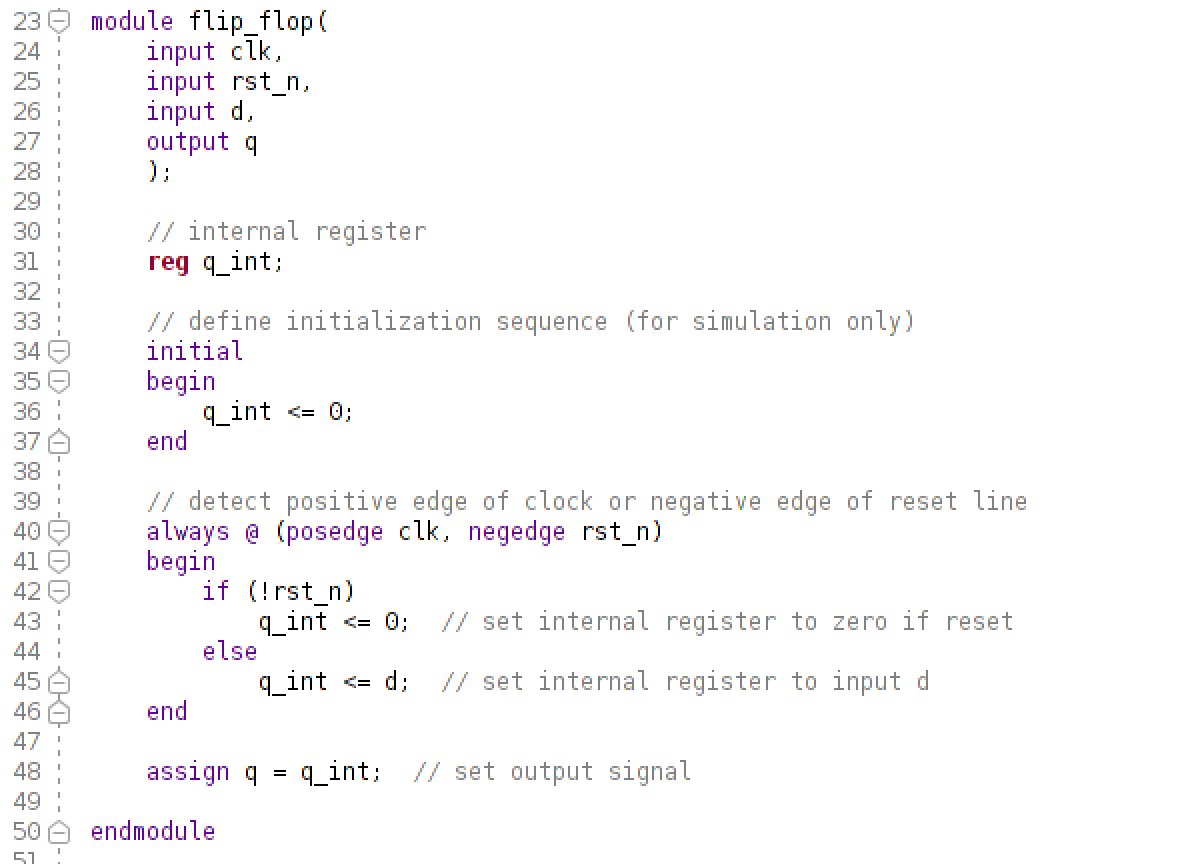 23 module flip_flop(
24     input clk,
25     input rst_n,
26     input d,
27     output q
28     );
29
30     // internal register
31     reg q_int;
32
33     // define initialization sequence (for simulation only)
34     initial
35     begin
36         q_int <= 0;
37     end
38
39     // detect positive edge of clock or negative edge of reset line
40     always @ (posedge clk, negedge rst_n)
41     begin
42         if (!rst_n)
43             q_int <= 0;  // set internal register to zero if reset
44         else
45             q_int <= d;  // set internal register to input d
46     end
47
48     assign q = q_int;  // set output signal
49
50 endmodule
51